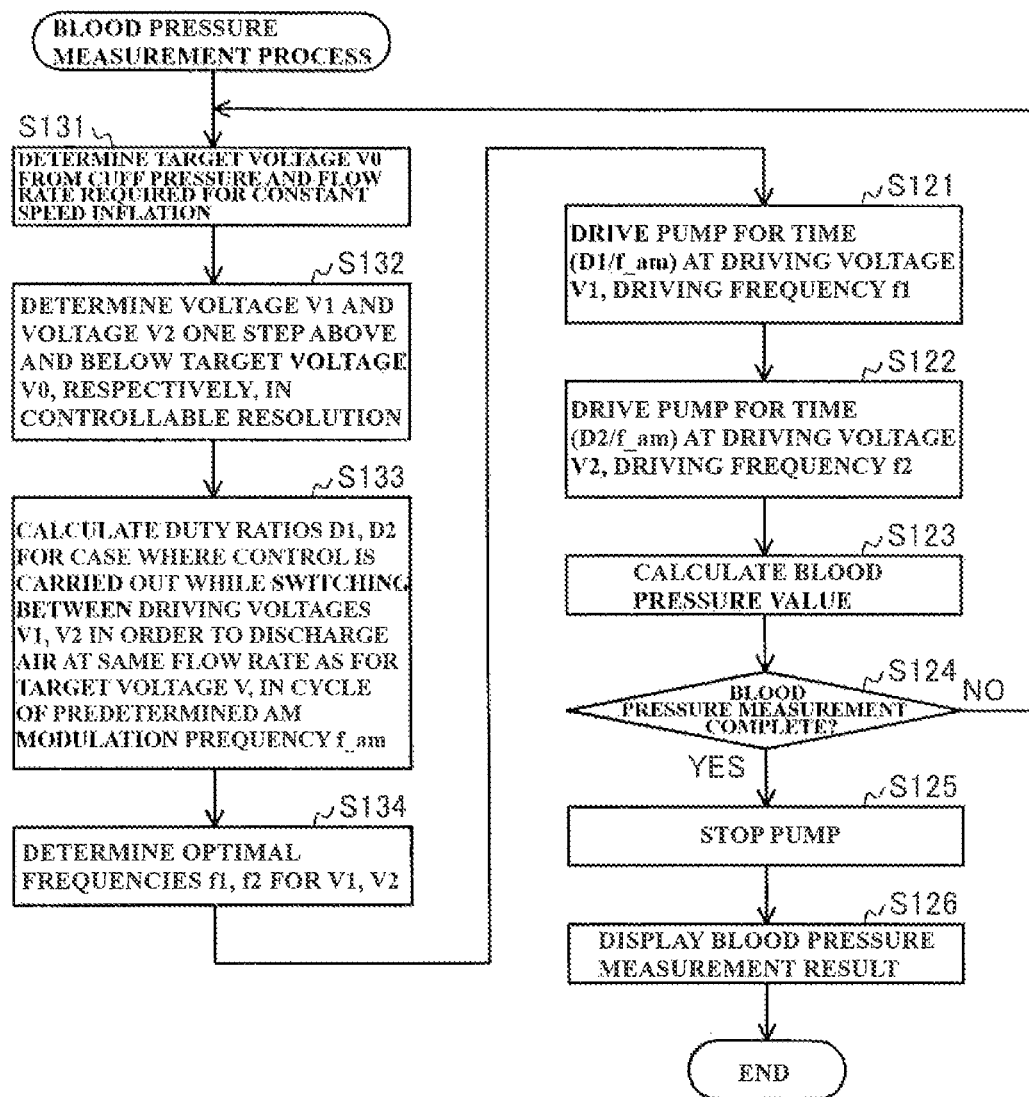 BLOOD PRESSURE
MEASUREMENT PROCESS
S131
DETERMINE TARGET VOLTAGE V0
FROM CUFF PRESSURE AND FLOW
RATE REQUIRED FOR CONSTANT
SPEED INFLATION
S132
DETERMINE VOLTAGE V1 AND
VOLTAGE V2 ONE STEP ABOVE
AND BELOW TARGET VOLTAGE
V0, RESPECTIVELY, IN
CONTROLLABLE RESOLUTION
S133
CALCULATE DUTY RATIOS D1, D2
FOR CASE WHERE CONTROL IS
CARRIED OUT WHILE SWITCHING
BETWEEN DRIVING VOLTAGES
V1, V2 IN ORDER TO DISCHARGE
AIR AT SAME FLOW RATE AS FOR
TARGET VOLTAGE V, IN CYCLE
OF PREDETERMINED AM
MODULATION PREQUENCY f_am
S134
DETERMINE OPTIMAL
FREQUENCIES f1, f2 FOR V1, V2
S121
DRIVE PUMP FOR TIME
(D1/f_am) AT DRIVING VOLTAGE
V1, DRIVING FREQUENCY f1
S122
DRIVE PUMP FOR TIME
(D2/f_am) AT DRIVING VOLTAGE
V2, DRIVING FREQUENCY f2
S123
CALCULATE BLOOD
PRESSURE VALUE
S124
BLOOD
PRESSURE MEASUREMENT
COMPLETE?
NO
YES
S125
STOP PUMP
S126
DISPLAY BLOOD PRESSURE
MEASUREMENT RESULT
END